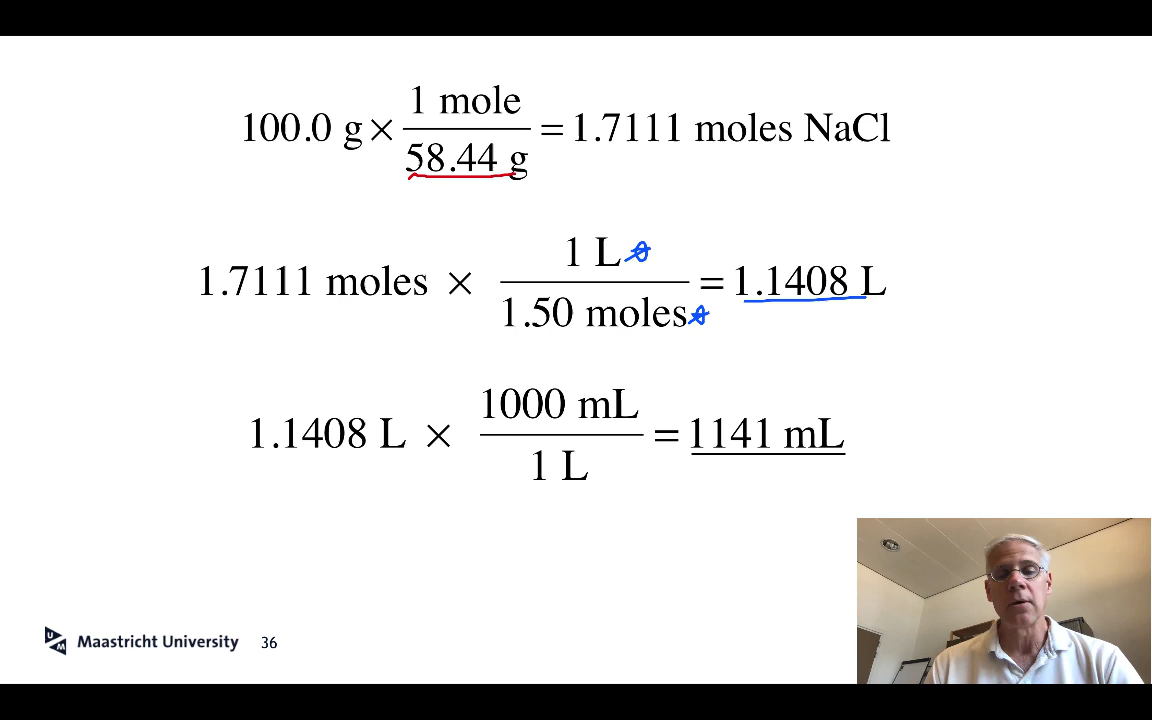 100.0 g × 1 mole / 58.44 g = 1.7111 moles NaCl
1.7111 moles × 1 L / 1.50 moles = 1.1408 L
1.1408 L × 1000 mL / 1 L = 1141 mL
UM Maastricht University 36